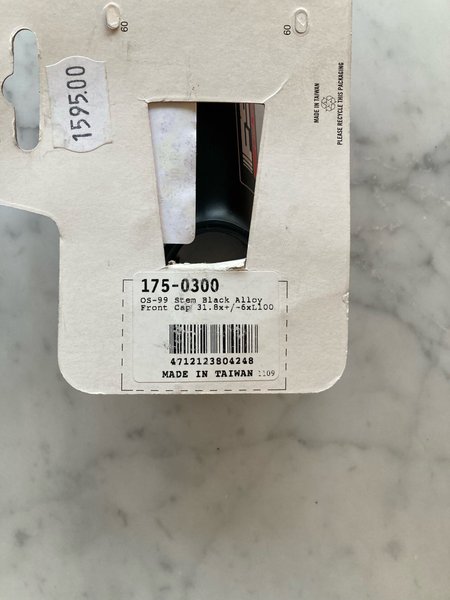 60
60
1595.00
MADE IN TAIWAN
PLEASE RECYCLE THIS PACKAGING
175-0300
OS-99 Stem Black Alloy
Front Cap 31.8x+/-6xL100
4712123804248
MADE IN TAIWAN 1109